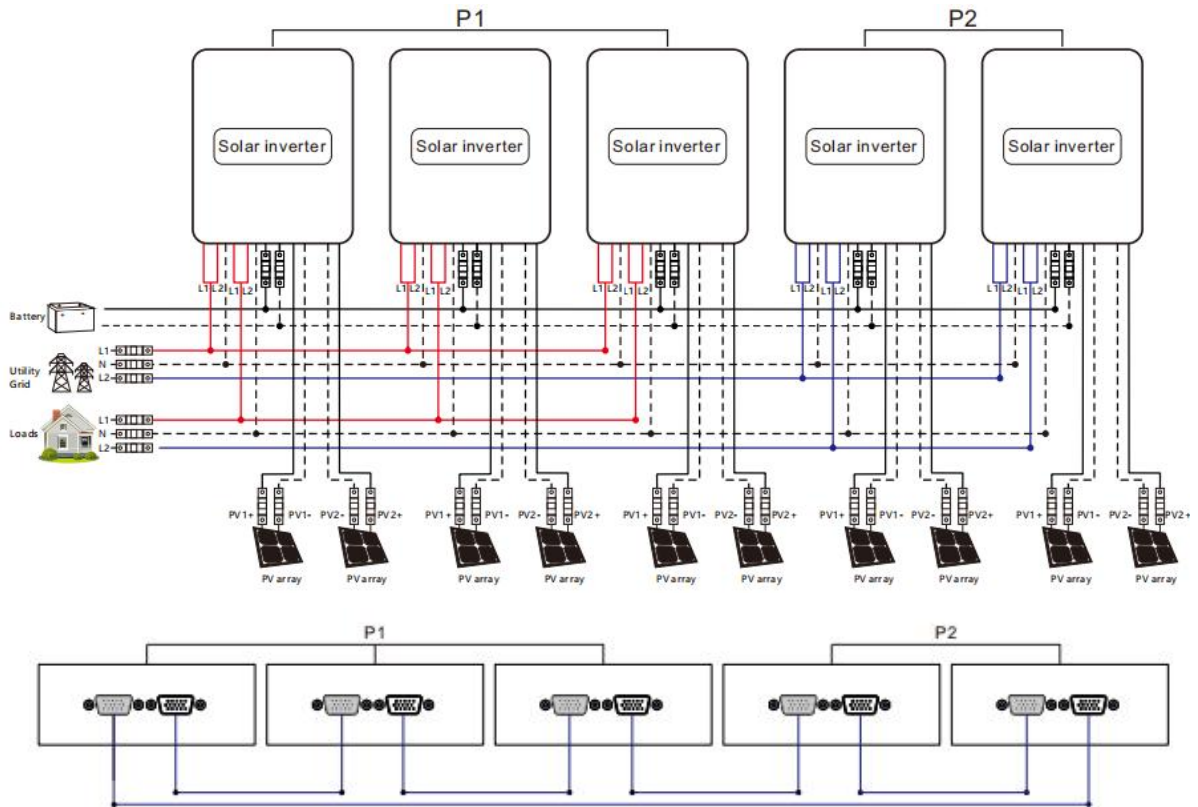 P1 P2
Solar inverter Solar inverter Solar inverter Solar inverter Solar inverter
L1 L2 L1 L2 L1 L2 L1 L2 L1 L2 L1 L2 L1 L2 L1 L2 L1 L2 L1 L2
Battery
L1
N
Utility
Grid
L2
L1
Loads
N
L2
PV1+ PV1- PV2- PV2+ PV1+ PV1- PV2- PV2+ PV1+ PV1- PV2- PV2+ PV1+ PV1- PV2- PV2+ PV1+ PV1- PV2- PV2+
PV array PV array PV array PV array PV array PV array PV array PV array PV array PV array
P1 P2